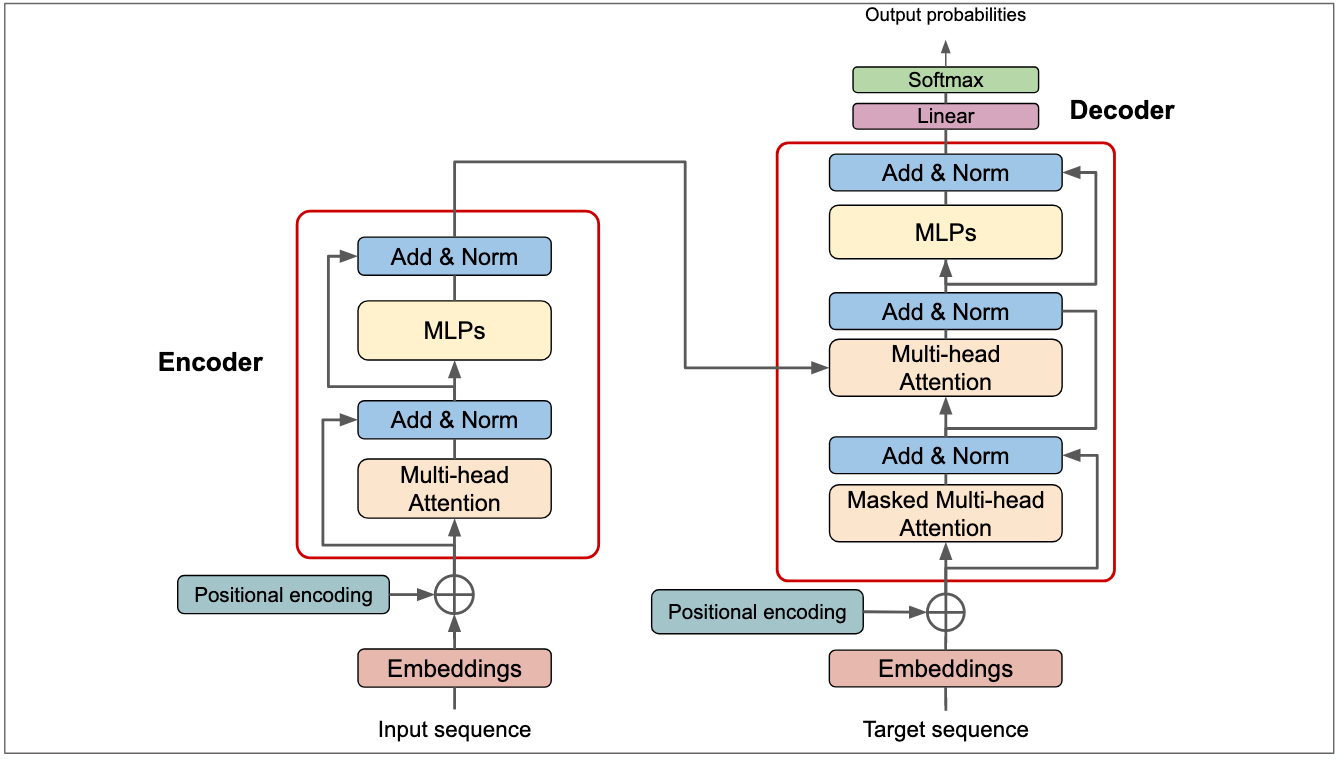 Output probabilities
Softmax
Linear
Decoder
Add & Norm
MLPs
Add & Norm
Multi-head
Attention
Add & Norm
Masked Multi-head
Attention
Positional encoding
Embeddings
Target sequence
Encoder
Add & Norm
MLPs
Add & Norm
Multi-head
Attention
Positional encoding
Embeddings
Input sequence